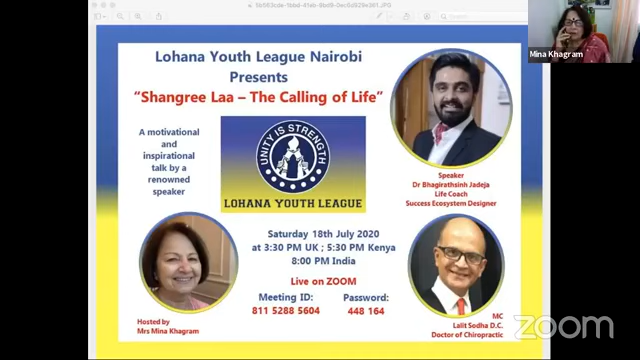 Lohana Youth League Nairobi
Presents
"Shangree Laa – The Calling of Life"
A motivational
and
inspirational
talk by a
renowned
speaker
UNITY IS STRENGTH
LOHANA YOUTH LEAGUE
Speaker
Dr Bhagirathsinh Jadeja
Life Coach
Success Ecosystem Designer
Saturday 18th July 2020
at 3:30 PM UK ; 5:30 PM Kenya
8:00 PM India
Live on ZOOM
Meeting ID:
811 5288 5604
Password:
448 164
Hosted by
Mrs Mina Khagram
MC
Lalit Sodha D.C.
Doctor of Chiropractic
Mina Khagram
zoom